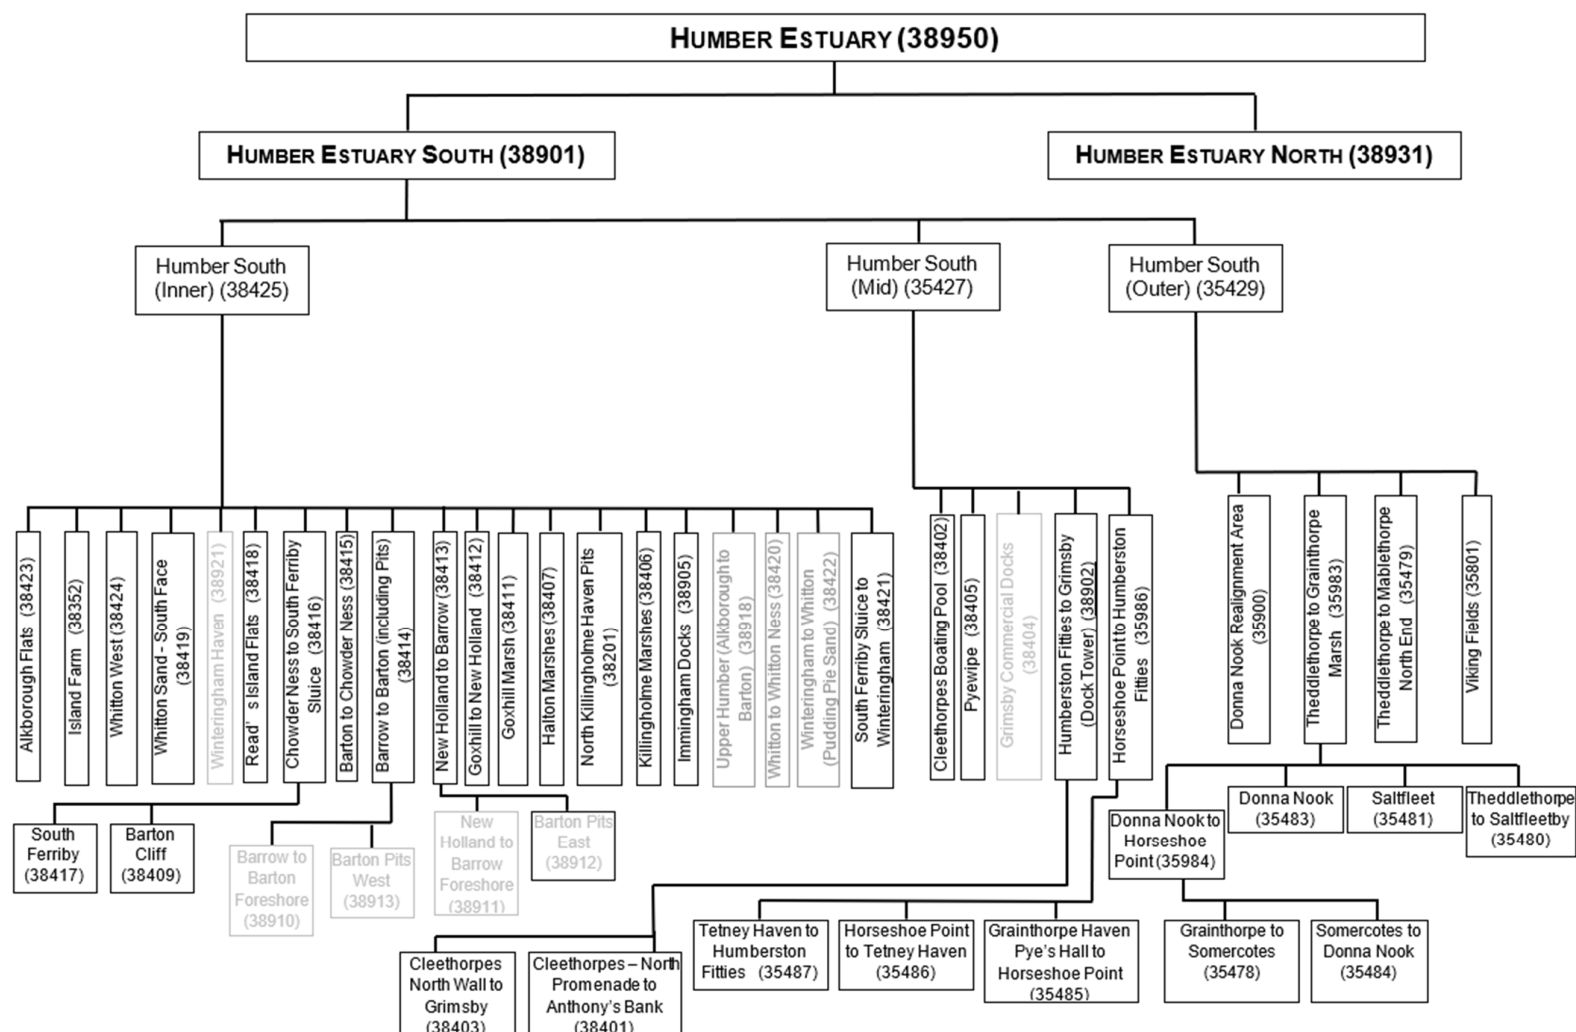 HUMBER ESTUARY (38950)
HUMBER ESTUARY SOUTH (38901)
HUMBER ESTUARY NORTH (38931)
Humber South
(Inner) (38425)
Humber South
(Mid) (35427)
Humber South
(Outer) (35429)
Alkborough Flats (38423)
Island Farm (38352)
Whitton West (38424)
Whitton Sand - South Face
(38419)
Winteringham Haven (38921)
Read's Island Flats (38418)
Chowder Ness to South Ferriby
Sluice (38416)
Barton to Chowder Ness (38415)
Barrow to Barton (including Pits)
(38414)
New Holland to Barrow (38413)
Goxhill to New Holland (38412)
Goxhill Marsh (38411)
Halton Marshes (38407)
North Killingholme Haven Pits
(38201)
Killingholme Marshes (38406)
Immingham Docks (38905)
Upper Humber (Alkborough to
Barton) (38918)
Whitton to Whitton Ness (38420)
Winteringham to Whitton
(Pudding Pie Sand) (38422)
South Ferriby Sluice to
Winteringham (38421)
Cleethorpes Boating Pool (38402)
Pyewipe (38405)
Grimsby Commercial Docks
(38404)
Humberston Fitties to Grimsby
(Dock Tower) (38902)
Horseshoe Point to Humberston
Fitties (35986)
Donna Nook Realignment Area
(35900)
Theddlethorpe to Grainthorpe
Marsh (35983)
Theddlethorpe to Mablethorpe
North End (35479)
Viking Fields (35801)
South
Ferriby
(38417)
Barton
Cliff
(38409)
Barrow to
Barton
Foreshore
(38910)
Barton Pits
West
(38913)
New
Holland to
Barrow
Foreshore
(38911)
Barton Pits
East
(38912)
Donna Nook to
Horseshoe
Point (35984)
Donna Nook
(35483)
Saltfleet
(35481)
Theddlethorpe
to Saltfleetby
(35480)
Cleethorpes
North Wall to
Grimsby
(38403)
Cleethorpes – North
Promenade to
Anthony's Bank
(38401)
Tetney Haven to
Humberston
Fitties (35487)
Horseshoe Point
to Tetney Haven
(35486)
Grainthorpe Haven
Pye's Hall to
Horseshoe Point
(35485)
Grainthorpe to
Somercotes
(35478)
Somercotes to
Donna Nook
(35484)